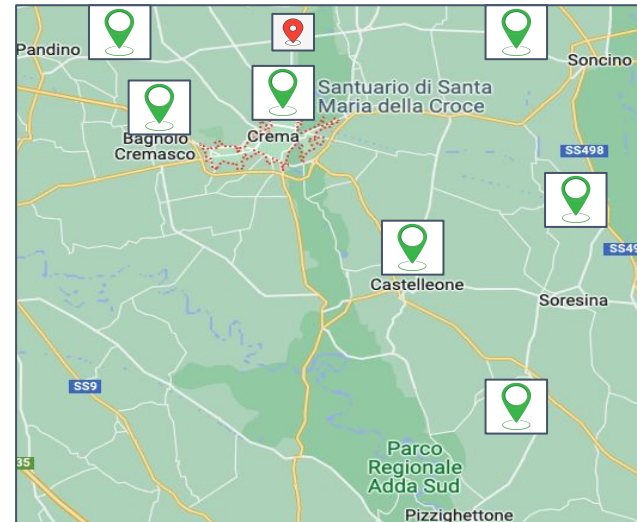 Pandino
Soncino
Santuario di Santa
Maria della Croce
Crema
Bagnolo
Cremasco
SS498
SS49
Castelleone
Soresina
SS9
Parco
Regionale
Adda Sud
35
Pizzighettone